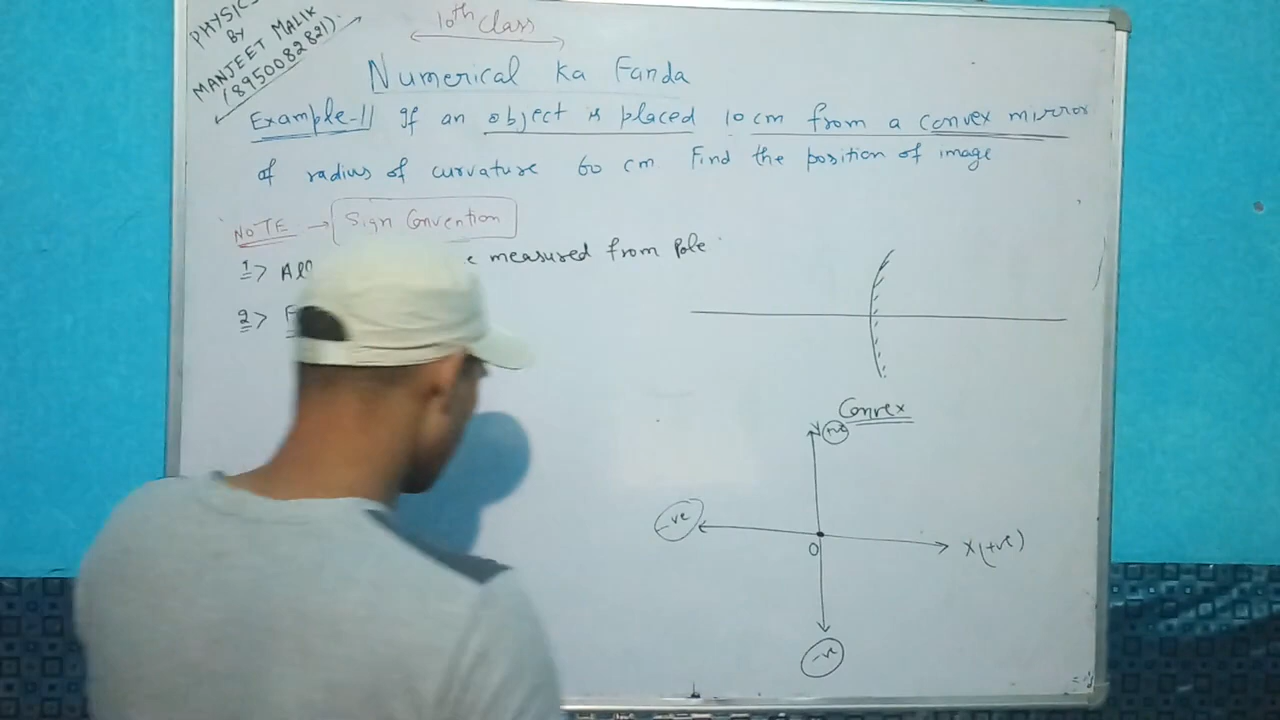 PHYSIC
By
MANJEET MALIK
(8950082821)
10th class
Numerical Ka Fanda
Example-1| If an object is placed 10 cm from a convex mirror
of radius of curvature 60 cm Find the position of image
NOTE → Sign Convention
1> All measured from Pole
2>
Convex
+ve
-ve
O
X(+ve)
-ve